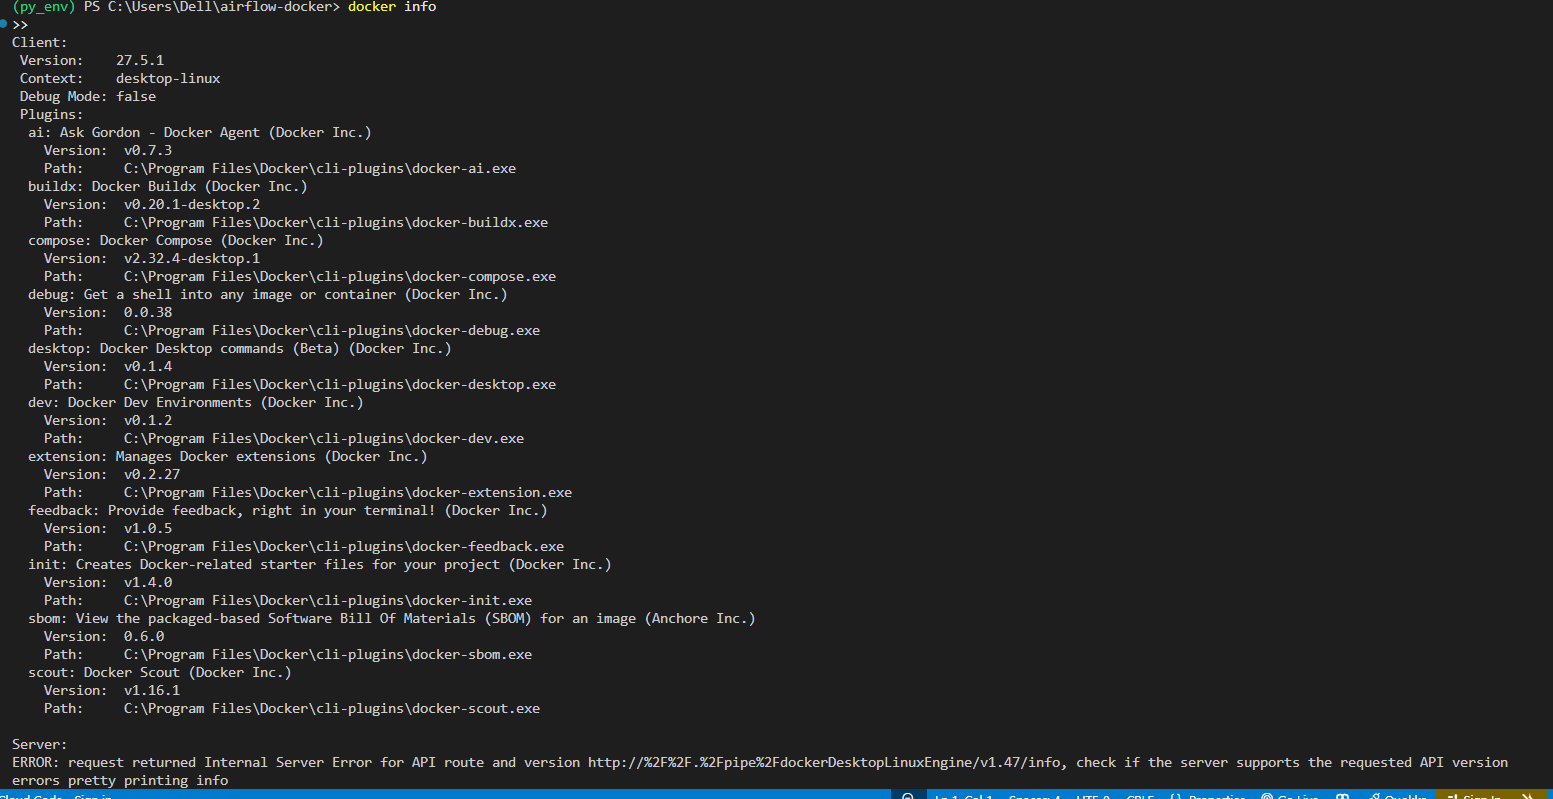 (py_env) PS C:\Users\Dell\airflow-docker> docker info
>>
Client:
 Version:    27.5.1
 Context:    desktop-linux
 Debug Mode: false
 Plugins:
  ai: Ask Gordon - Docker Agent (Docker Inc.)
    Version:  v0.7.3
    Path:     C:\Program Files\Docker\cli-plugins\docker-ai.exe
  buildx: Docker Buildx (Docker Inc.)
    Version:  v0.20.1-desktop.2
    Path:     C:\Program Files\Docker\cli-plugins\docker-buildx.exe
  compose: Docker Compose (Docker Inc.)
    Version:  v2.32.4-desktop.1
    Path:     C:\Program Files\Docker\cli-plugins\docker-compose.exe
  debug: Get a shell into any image or container (Docker Inc.)
    Version:  0.0.38
    Path:     C:\Program Files\Docker\cli-plugins\docker-debug.exe
  desktop: Docker Desktop commands (Beta) (Docker Inc.)
    Version:  v0.1.4
    Path:     C:\Program Files\Docker\cli-plugins\docker-desktop.exe
  dev: Docker Dev Environments (Docker Inc.)
    Version:  v0.1.2
    Path:     C:\Program Files\Docker\cli-plugins\docker-dev.exe
  extension: Manages Docker extensions (Docker Inc.)
    Version:  v0.2.27
    Path:     C:\Program Files\Docker\cli-plugins\docker-extension.exe
  feedback: Provide feedback, right in your terminal! (Docker Inc.)
    Version:  v1.0.5
    Path:     C:\Program Files\Docker\cli-plugins\docker-feedback.exe
  init: Creates Docker-related starter files for your project (Docker Inc.)
    Version:  v1.4.0
    Path:     C:\Program Files\Docker\cli-plugins\docker-init.exe
  sbom: View the packaged-based Software Bill Of Materials (SBOM) for an image (Anchore Inc.)
    Version:  0.6.0
    Path:     C:\Program Files\Docker\cli-plugins\docker-sbom.exe
  scout: Docker Scout (Docker Inc.)
    Version:  v1.16.1
    Path:     C:\Program Files\Docker\cli-plugins\docker-scout.exe

Server:
ERROR: request returned Internal Server Error for API route and version http://%2F%2F.%2Fpipe%2FdockerDesktopLinuxEngine/v1.47/info, check if the server supports the requested API version
errors pretty printing info